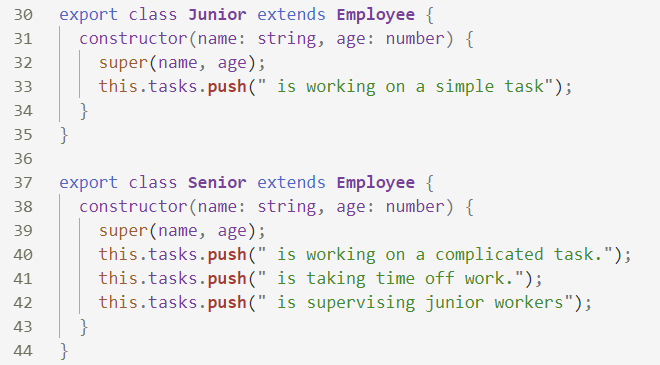 30 export class Junior extends Employee {
31   constructor(name: string, age: number) {
32     super(name, age);
33     this.tasks.push(" is working on a simple task");
34   }
35 }
36
37 export class Senior extends Employee {
38   constructor(name: string, age: number) {
39     super(name, age);
40     this.tasks.push(" is working on a complicated task.");
41     this.tasks.push(" is taking time off work.");
42     this.tasks.push(" is supervising junior workers");
43   }
44 }